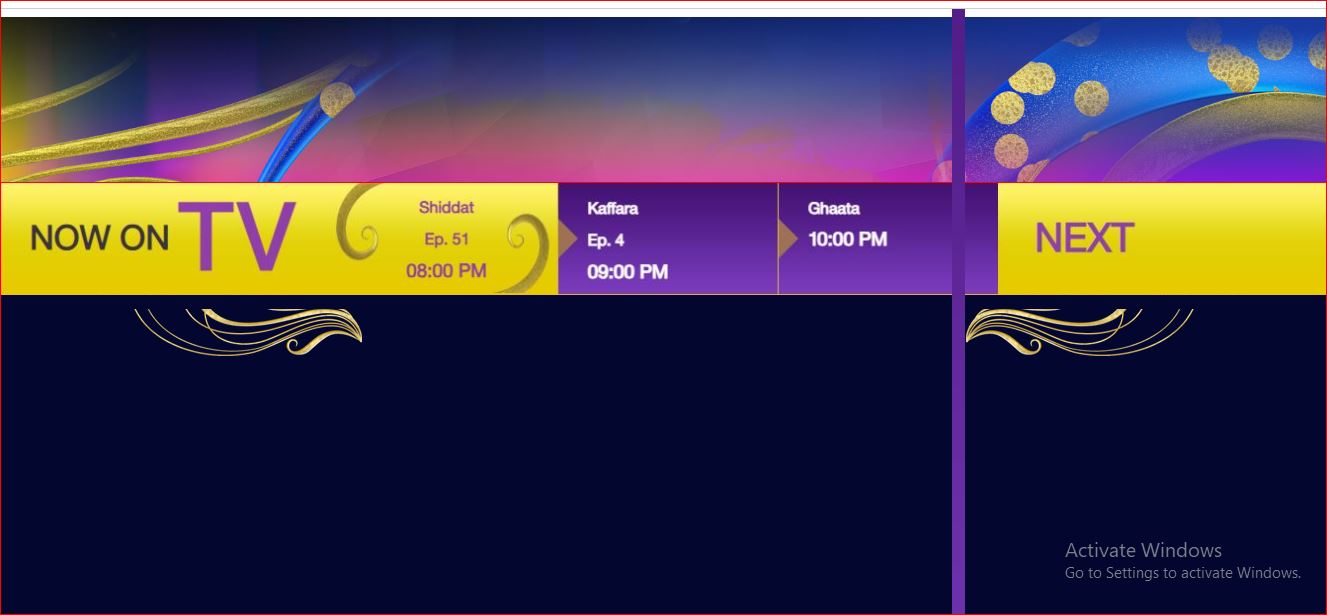 NOW ON TV
Shiddat
Ep. 51
08:00 PM
Kaffara
Ep. 4
09:00 PM
Ghaata
10:00 PM
NEXT
Activate Windows
Go to Settings to activate Windows.